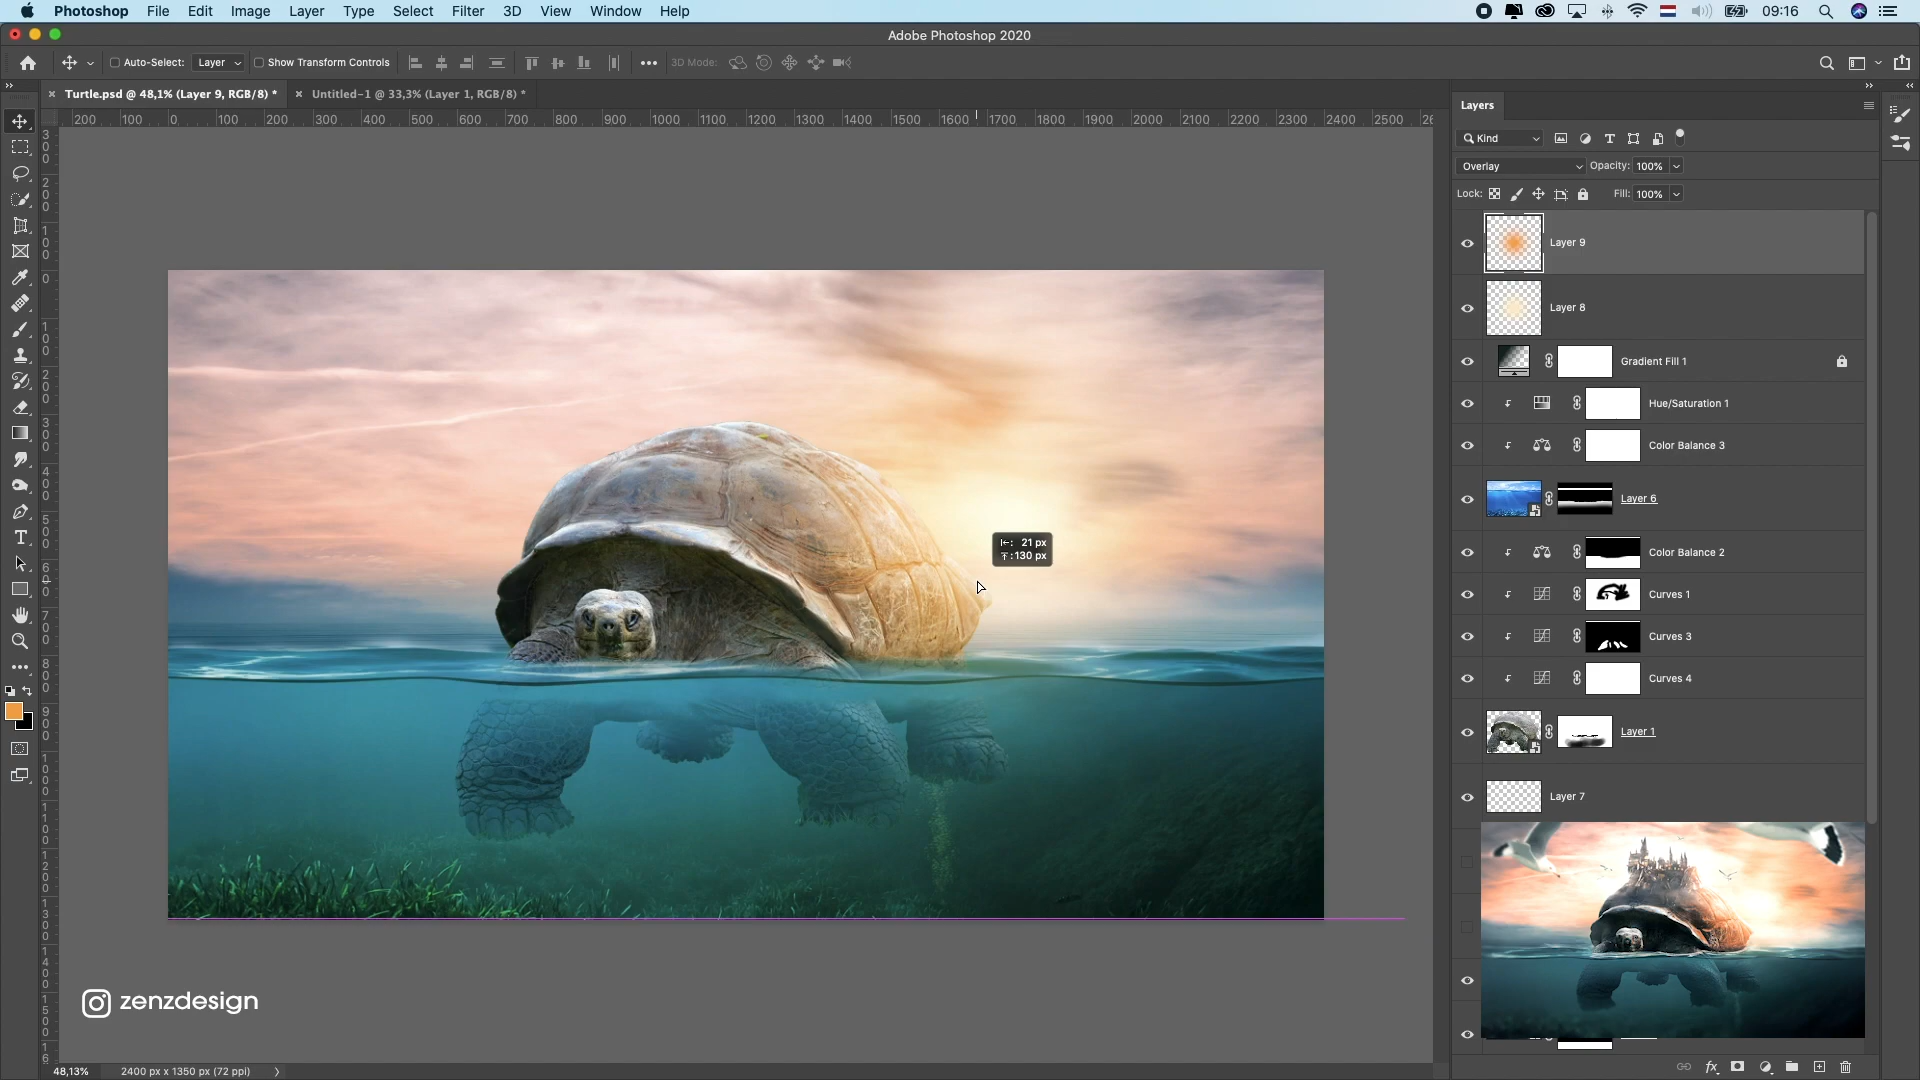 Photoshop File Edit Image Layer Type Select Filter 3D View Window Help 09:16
Adobe Photoshop 2020
Auto-Select: Layer Show Transform Controls 3D Mode:
Turtle.psd @ 48,1% (Layer 9, RGB/8) * Untitled-1 @ 33,3% (Layer 1, RGB/8) *
200 100 0 100 200 300 400 500 600 700 800 900 1000 1100 1200 1300 1400 1500 1600 1700 1800 1900 2000 2100 2200 2300 2400 2500
Layers
Kind
Overlay Opacity: 100%
Lock: Fill: 100%
Layer 9
Layer 8
Gradient Fill 1
Hue/Saturation 1
Color Balance 3
Layer 6
21 px
130 px
Color Balance 2
Curves 1
Curves 3
Curves 4
Layer 1
Layer 7
zenzdesign
48,13% 2400 px x 1350 px (72 ppi)